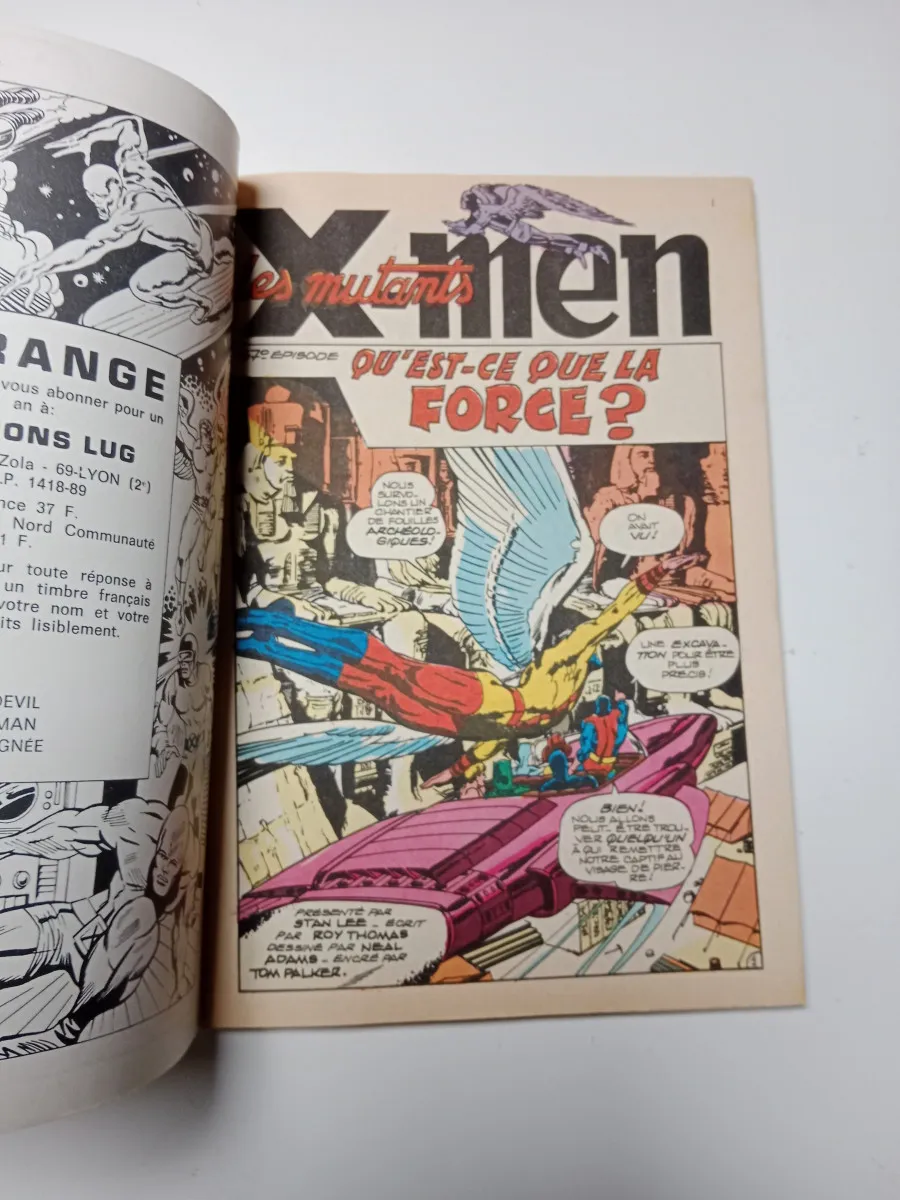 RANGE
vous abonner pour un
an à:
ONS LUG
Zola - 69-LYON (2e)
.P. 1418-89
nce 37 F.
Nord Communauté
1 F.
ur toute réponse à
un timbre français
votre nom et votre
its lisiblement.
DEVIL
MAN
GNÉE
1
X-men
les mutants
7e ÉPISODE
QU'EST-CE QUE LA
FORCE?
NOUS
SURVO-
LONS UN
CHANTIER
DE FOUILLES
ARCHÉOLO-
GIQUES!
ON
AVAIT
VU!
UNE EXCAVA-
TION POUR ÊTRE
PLUS
PRÉCIS!
BIEN!
NOUS ALLONS
PEUT-ÊTRE TROU-
VER QUELQU'UN
À QUI REMETTRE
NOTRE CAPTIF AU
VISAGE DE PIER-
RE!
PRÉSENTÉ PAR
STAN LEE - ÉCRIT
PAR ROY THOMAS
DESSINÉ PAR NEAL
ADAMS - ENCRÉ PAR
TOM PALKER.